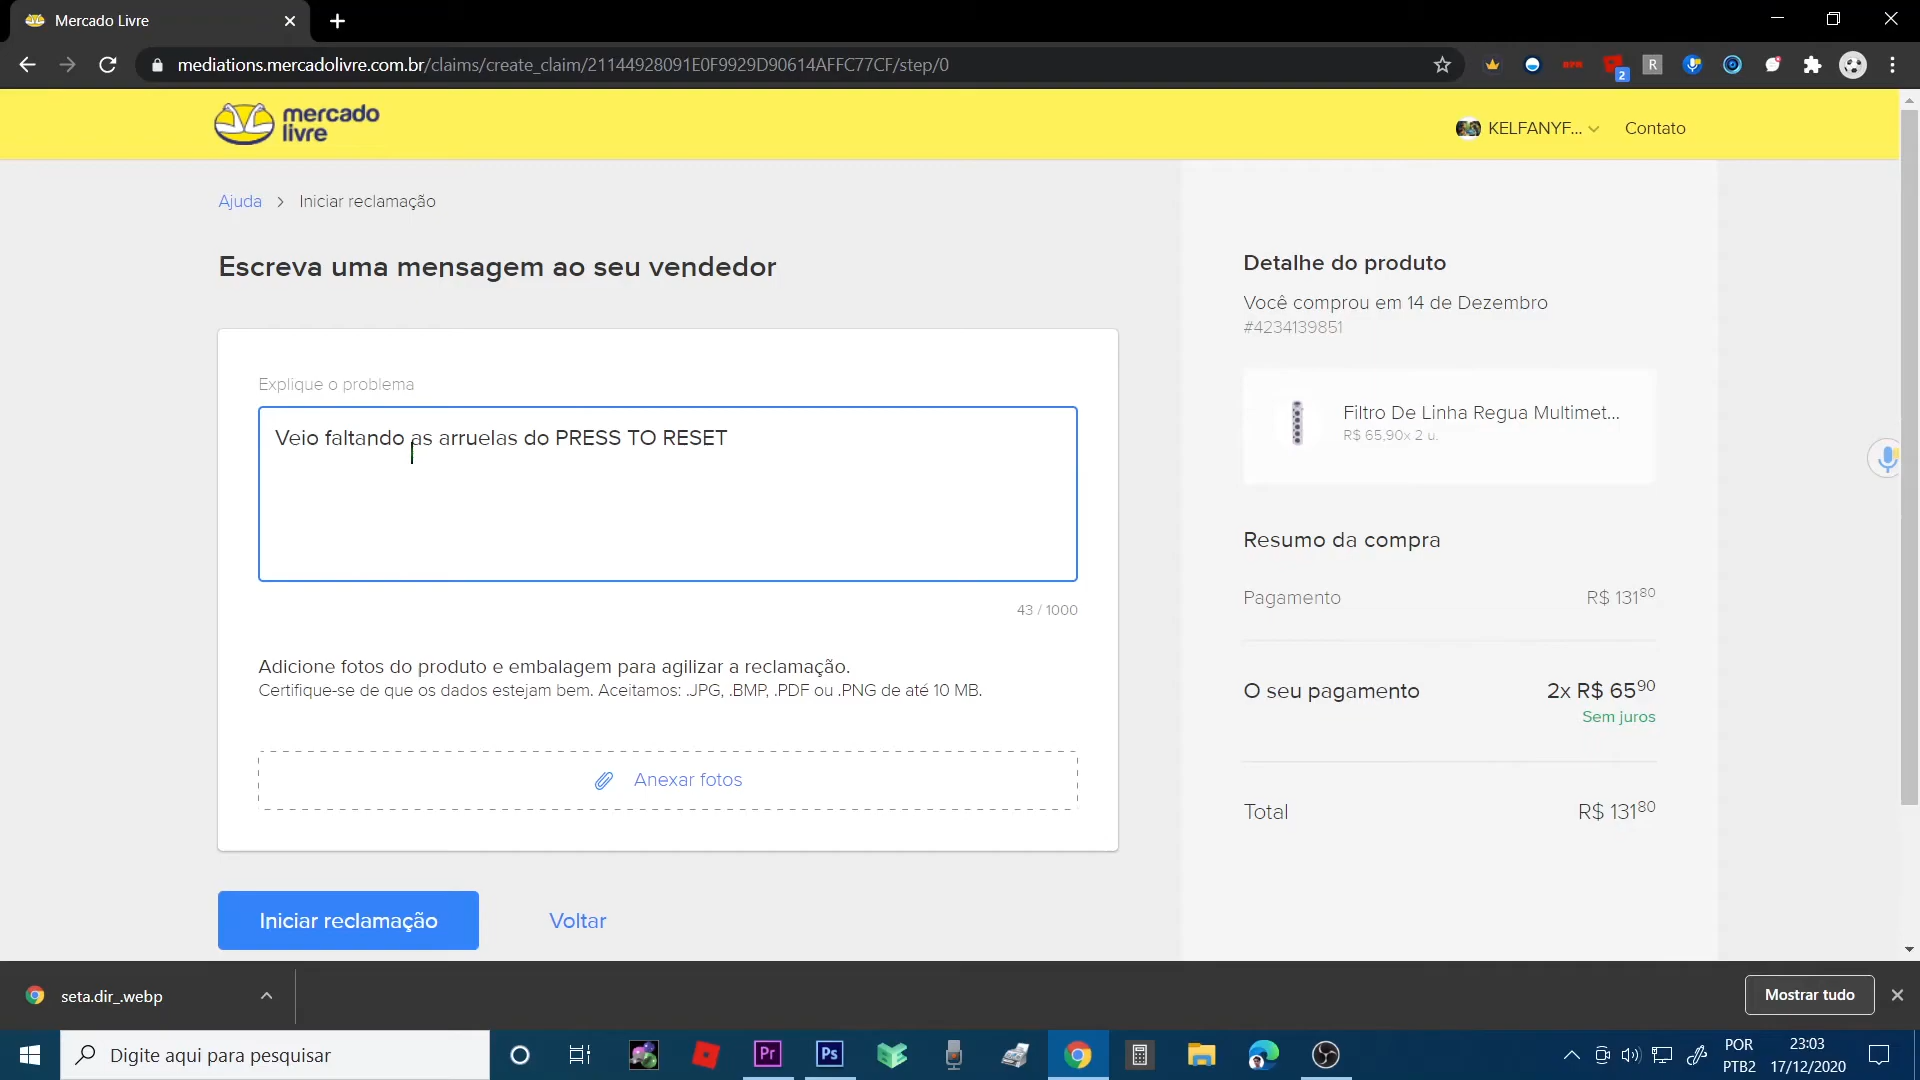 Mercado Livre
mediations.mercadolivre.com.br/claims/create_claim/21144928091E0F9929D90614AFFC77CF/step/0
2
R
mercado
livre
KELFANYF...
Contato
Ajuda > Iniciar reclamação
Escreva uma mensagem ao seu vendedor
Explique o problema
Veio faltando as arruelas do PRESS TO RESET
43 / 1000
Adicione fotos do produto e embalagem para agilizar a reclamação.
Certifique-se de que os dados estejam bem. Aceitamos: .JPG, .BMP, .PDF ou .PNG de até 10 MB.
Anexar fotos
Iniciar reclamação
Voltar
Detalhe do produto
Você comprou em 14 de Dezembro
#4234139851
Filtro De Linha Regua Multimet...
R$ 65,90x 2 u.
Resumo da compra
Pagamento R$ 131⁸⁰
O seu pagamento 2x R$ 65⁹⁰
Sem juros
Total R$ 131⁸⁰
seta.dir_.webp
Mostrar tudo
Digite aqui para pesquisar
Pr
Ps
POR
PTB2
23:03
17/12/2020